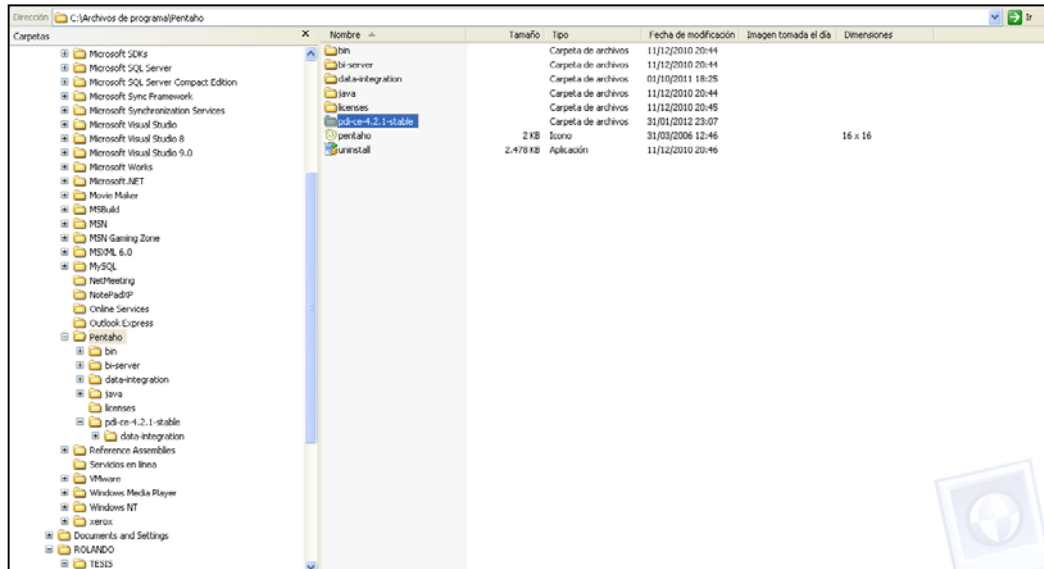 Dirección C:\Archivos de programa\Pentaho Ir
Carpetas
Microsoft SDKs
Microsoft SQL Server
Microsoft SQL Server Compact Edition
Microsoft Sync Framework
Microsoft Synchronization Services
Microsoft Visual Studio
Microsoft Visual Studio 8
Microsoft Visual Studio 9.0
Microsoft Works
Microsoft.NET
Movie Maker
MSBuild
MSN
MSN Gaming Zone
MSXML 6.0
MySQL
NetMeeting
NotePadXP
Online Services
Outlook Express
Pentaho
bin
bi-server
data-integration
java
licenses
pdi-ce-4.2.1-stable
data-integration
Reference Assemblies
Servicios en línea
VMware
Windows Media Player
Windows NT
xerox
Documents and Settings
ROLANDO
TESIS
Nombre Tamaño Tipo Fecha de modificación Imagen tomada el día Dimensiones
bin Carpeta de archivos 11/12/2010 20:44
bi-server Carpeta de archivos 11/12/2010 20:44
data-integration Carpeta de archivos 01/10/2011 18:25
java Carpeta de archivos 11/12/2010 20:44
licenses Carpeta de archivos 11/12/2010 20:45
pdi-ce-4.2.1-stable Carpeta de archivos 31/01/2012 23:07
pentaho 2 KB Icono 31/03/2006 12:46 16 x 16
uninstall 2.478 KB Aplicación 11/12/2010 20:46